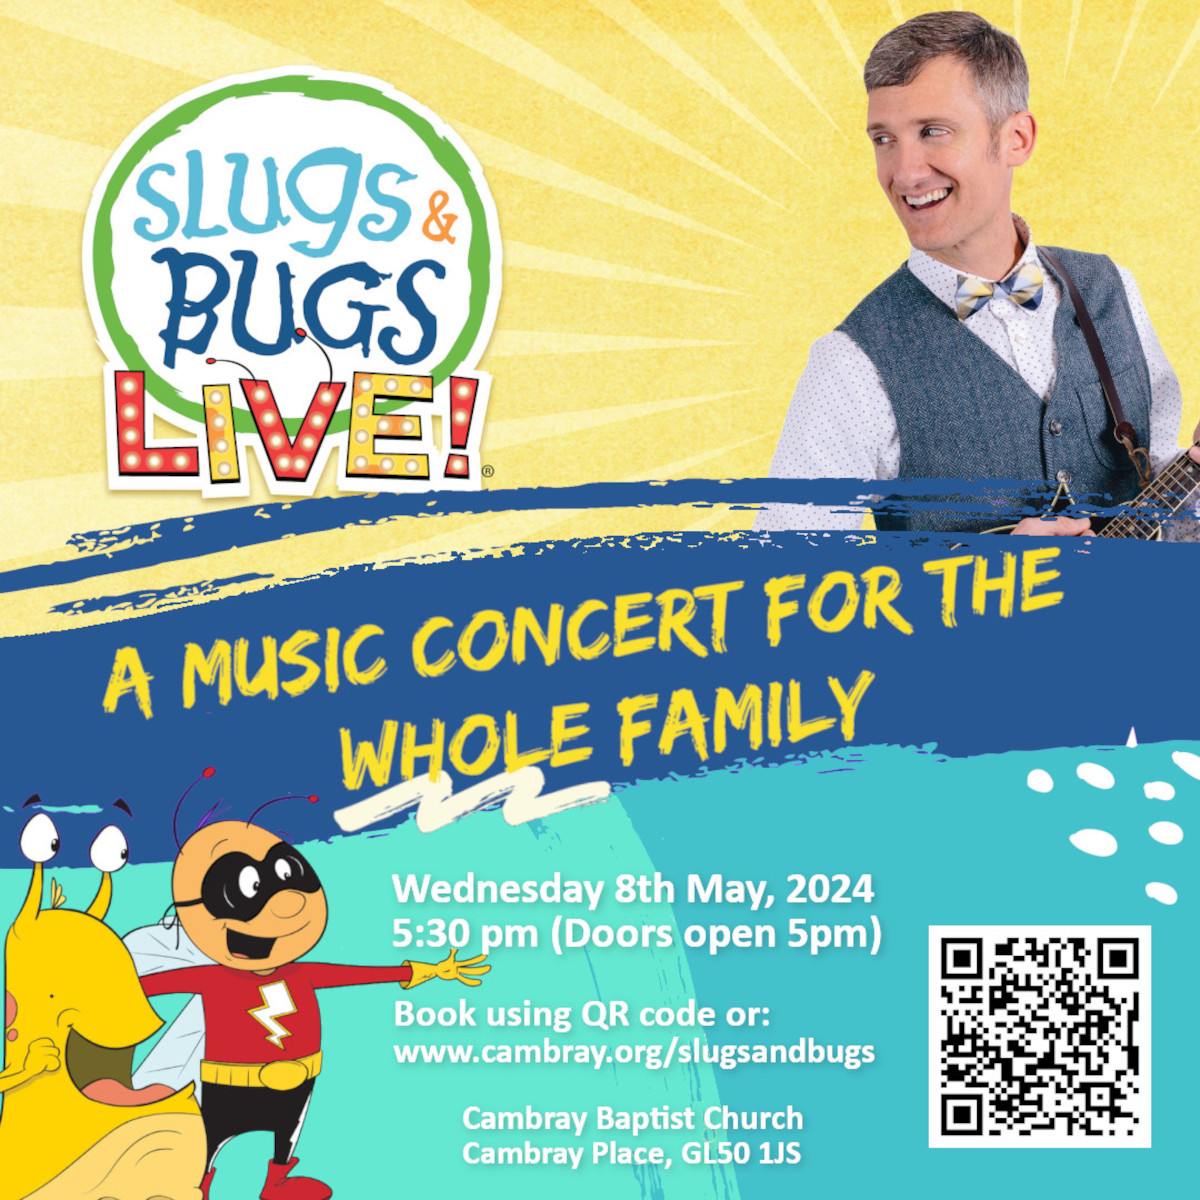 SLUGS &
BUGS
LIVE!
®
A MUSIC CONCERT FOR THE
WHOLE FAMILY
Wednesday 8th May, 2024
5:30 pm (Doors open 5pm)
Book using QR code or:
www.cambray.org/slugsandbugs
Cambray Baptist Church
Cambray Place, GL50 1JS